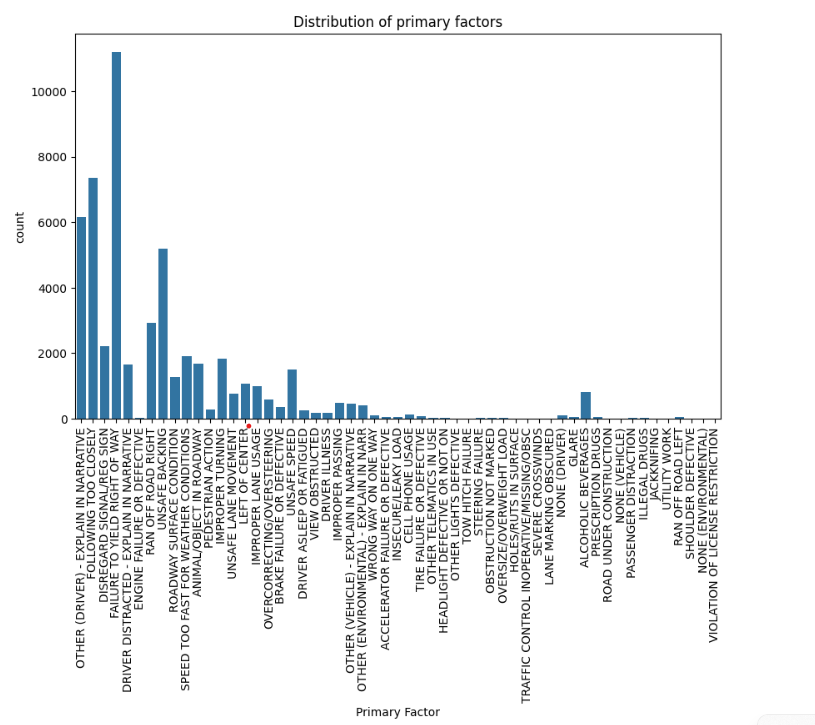 Distribution of primary factors
count
10000
8000
6000
4000
2000
0
OTHER (DRIVER) - EXPLAIN IN NARRATIVE
FOLLOWING TOO CLOSELY
DISREGARD SIGNAL/REG SIGN
FAILURE TO YIELD RIGHT OF WAY
DRIVER DISTRACTED - EXPLAIN IN NARRATIVE
ENGINE FAILURE OR DEFECTIVE
RAN OFF ROAD RIGHT
UNSAFE BACKING
ROADWAY SURFACE CONDITION
SPEED TOO FAST FOR WEATHER CONDITIONS
ANIMAL/OBJECT IN ROADWAY
PEDESTRIAN ACTION
IMPROPER TURNING
UNSAFE LANE MOVEMENT
LEFT OF CENTER
IMPROPER LANE USAGE
OVERCORRECTING/OVERSTEERING
BRAKE FAILURE OR DEFECTIVE
UNSAFE SPEED
DRIVER ASLEEP OR FATIGUED
VIEW OBSTRUCTED
DRIVER ILLNESS
IMPROPER PASSING
OTHER (VEHICLE) - EXPLAIN IN NARRATIVE
OTHER (ENVIRONMENTAL) - EXPLAIN IN NARR
WRONG WAY ON ONE WAY
ACCELERATOR FAILURE OR DEFECTIVE
INSECURE/LEAKY LOAD
CELL PHONE USAGE
TIRE FAILURE OR DEFECTIVE
OTHER TELEMATICS IN USE
HEADLIGHT DEFECTIVE OR NOT ON
OTHER LIGHTS DEFECTIVE
TOW HITCH FAILURE
STEERING FAILURE
OBSTRUCTION NOT MARKED
OVERSIZE/OVERWEIGHT LOAD
HOLES/RUTS IN SURFACE
TRAFFIC CONTROL INOPERATIVE/MISSING/OBSC
SEVERE CROSSWINDS
LANE MARKING OBSCURED
NONE (DRIVER)
GLARE
ALCOHOLIC BEVERAGES
PRESCRIPTION DRUGS
ROAD UNDER CONSTRUCTION
NONE (VEHICLE)
PASSENGER DISTRACTION
ILLEGAL DRUGS
JACKKNIFING
UTILITY WORK
RAN OFF ROAD LEFT
SHOULDER DEFECTIVE
NONE (ENVIRONMENTAL)
VIOLATION OF LICENSE RESTRICTION
Primary Factor